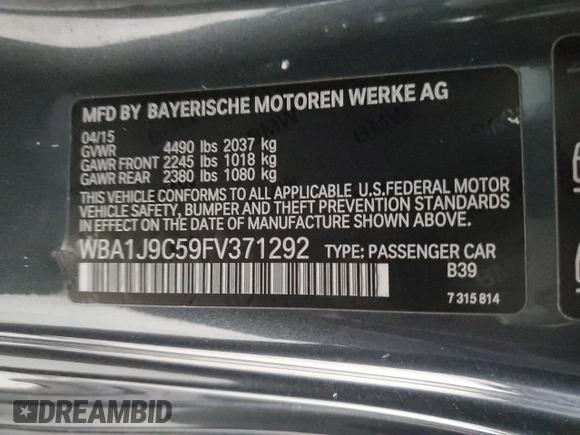 MFD BY BAYERISCHE MOTOREN WERKE AG
04/15
GVWR 4490 lbs 2037 kg
GAWR FRONT 2245 lbs 1018 kg
GAWR REAR 2380 lbs 1080 kg
THIS VEHICLE CONFORMS TO ALL APPLICABLE U.S.FEDERAL MOTOR
VEHICLE SAFETY, BUMPER AND THEFT PREVENTION STANDARDS
IN EFFECT ON THE DATE OF MANUFACTURE SHOWN ABOVE.
WBA1J9C59FV371292 TYPE: PASSENGER CAR
B39
7 315 814
DREAMBID